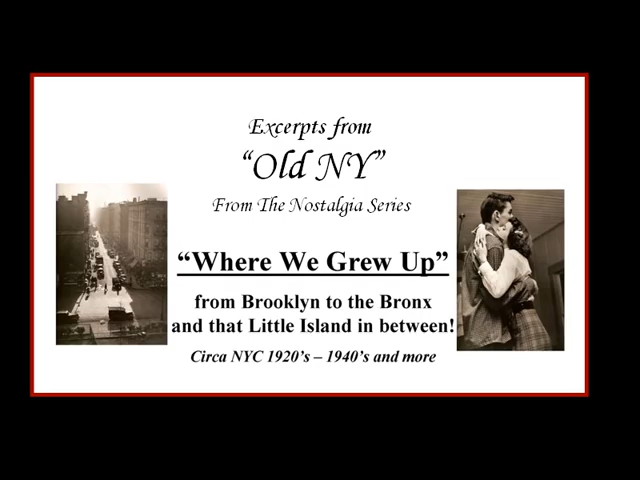 Excerpts from
“Old NY”
From The Nostalgia Series
“Where We Grew Up”
from Brooklyn to the Bronx
and that Little Island in between!
Circa NYC 1920’s – 1940’s and more